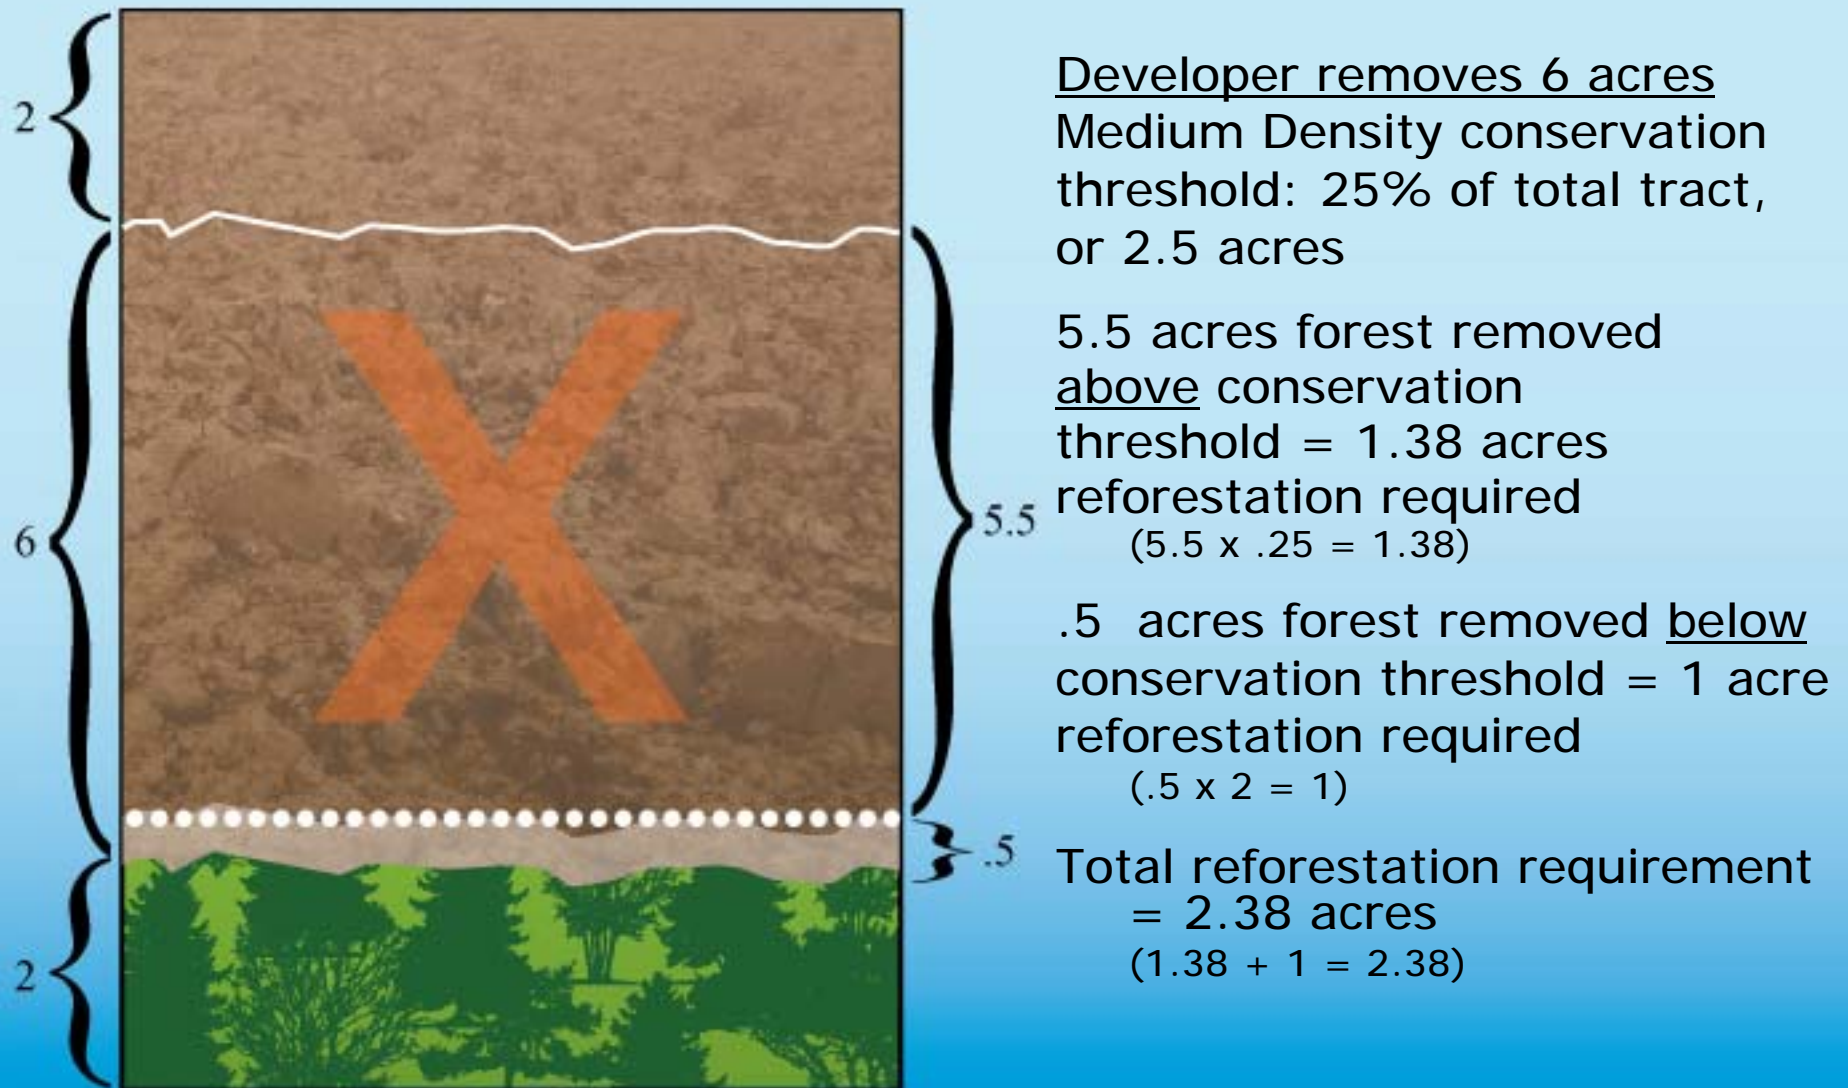 2
6
2
5.5
.5
Developer removes 6 acres
Medium Density conservation
threshold: 25% of total tract,
or 2.5 acres
5.5 acres forest removed
above conservation
threshold = 1.38 acres
reforestation required
(5.5 x .25 = 1.38)
.5 acres forest removed below
conservation threshold = 1 acre
reforestation required
(.5 x 2 = 1)
Total reforestation requirement
= 2.38 acres
(1.38 + 1 = 2.38)